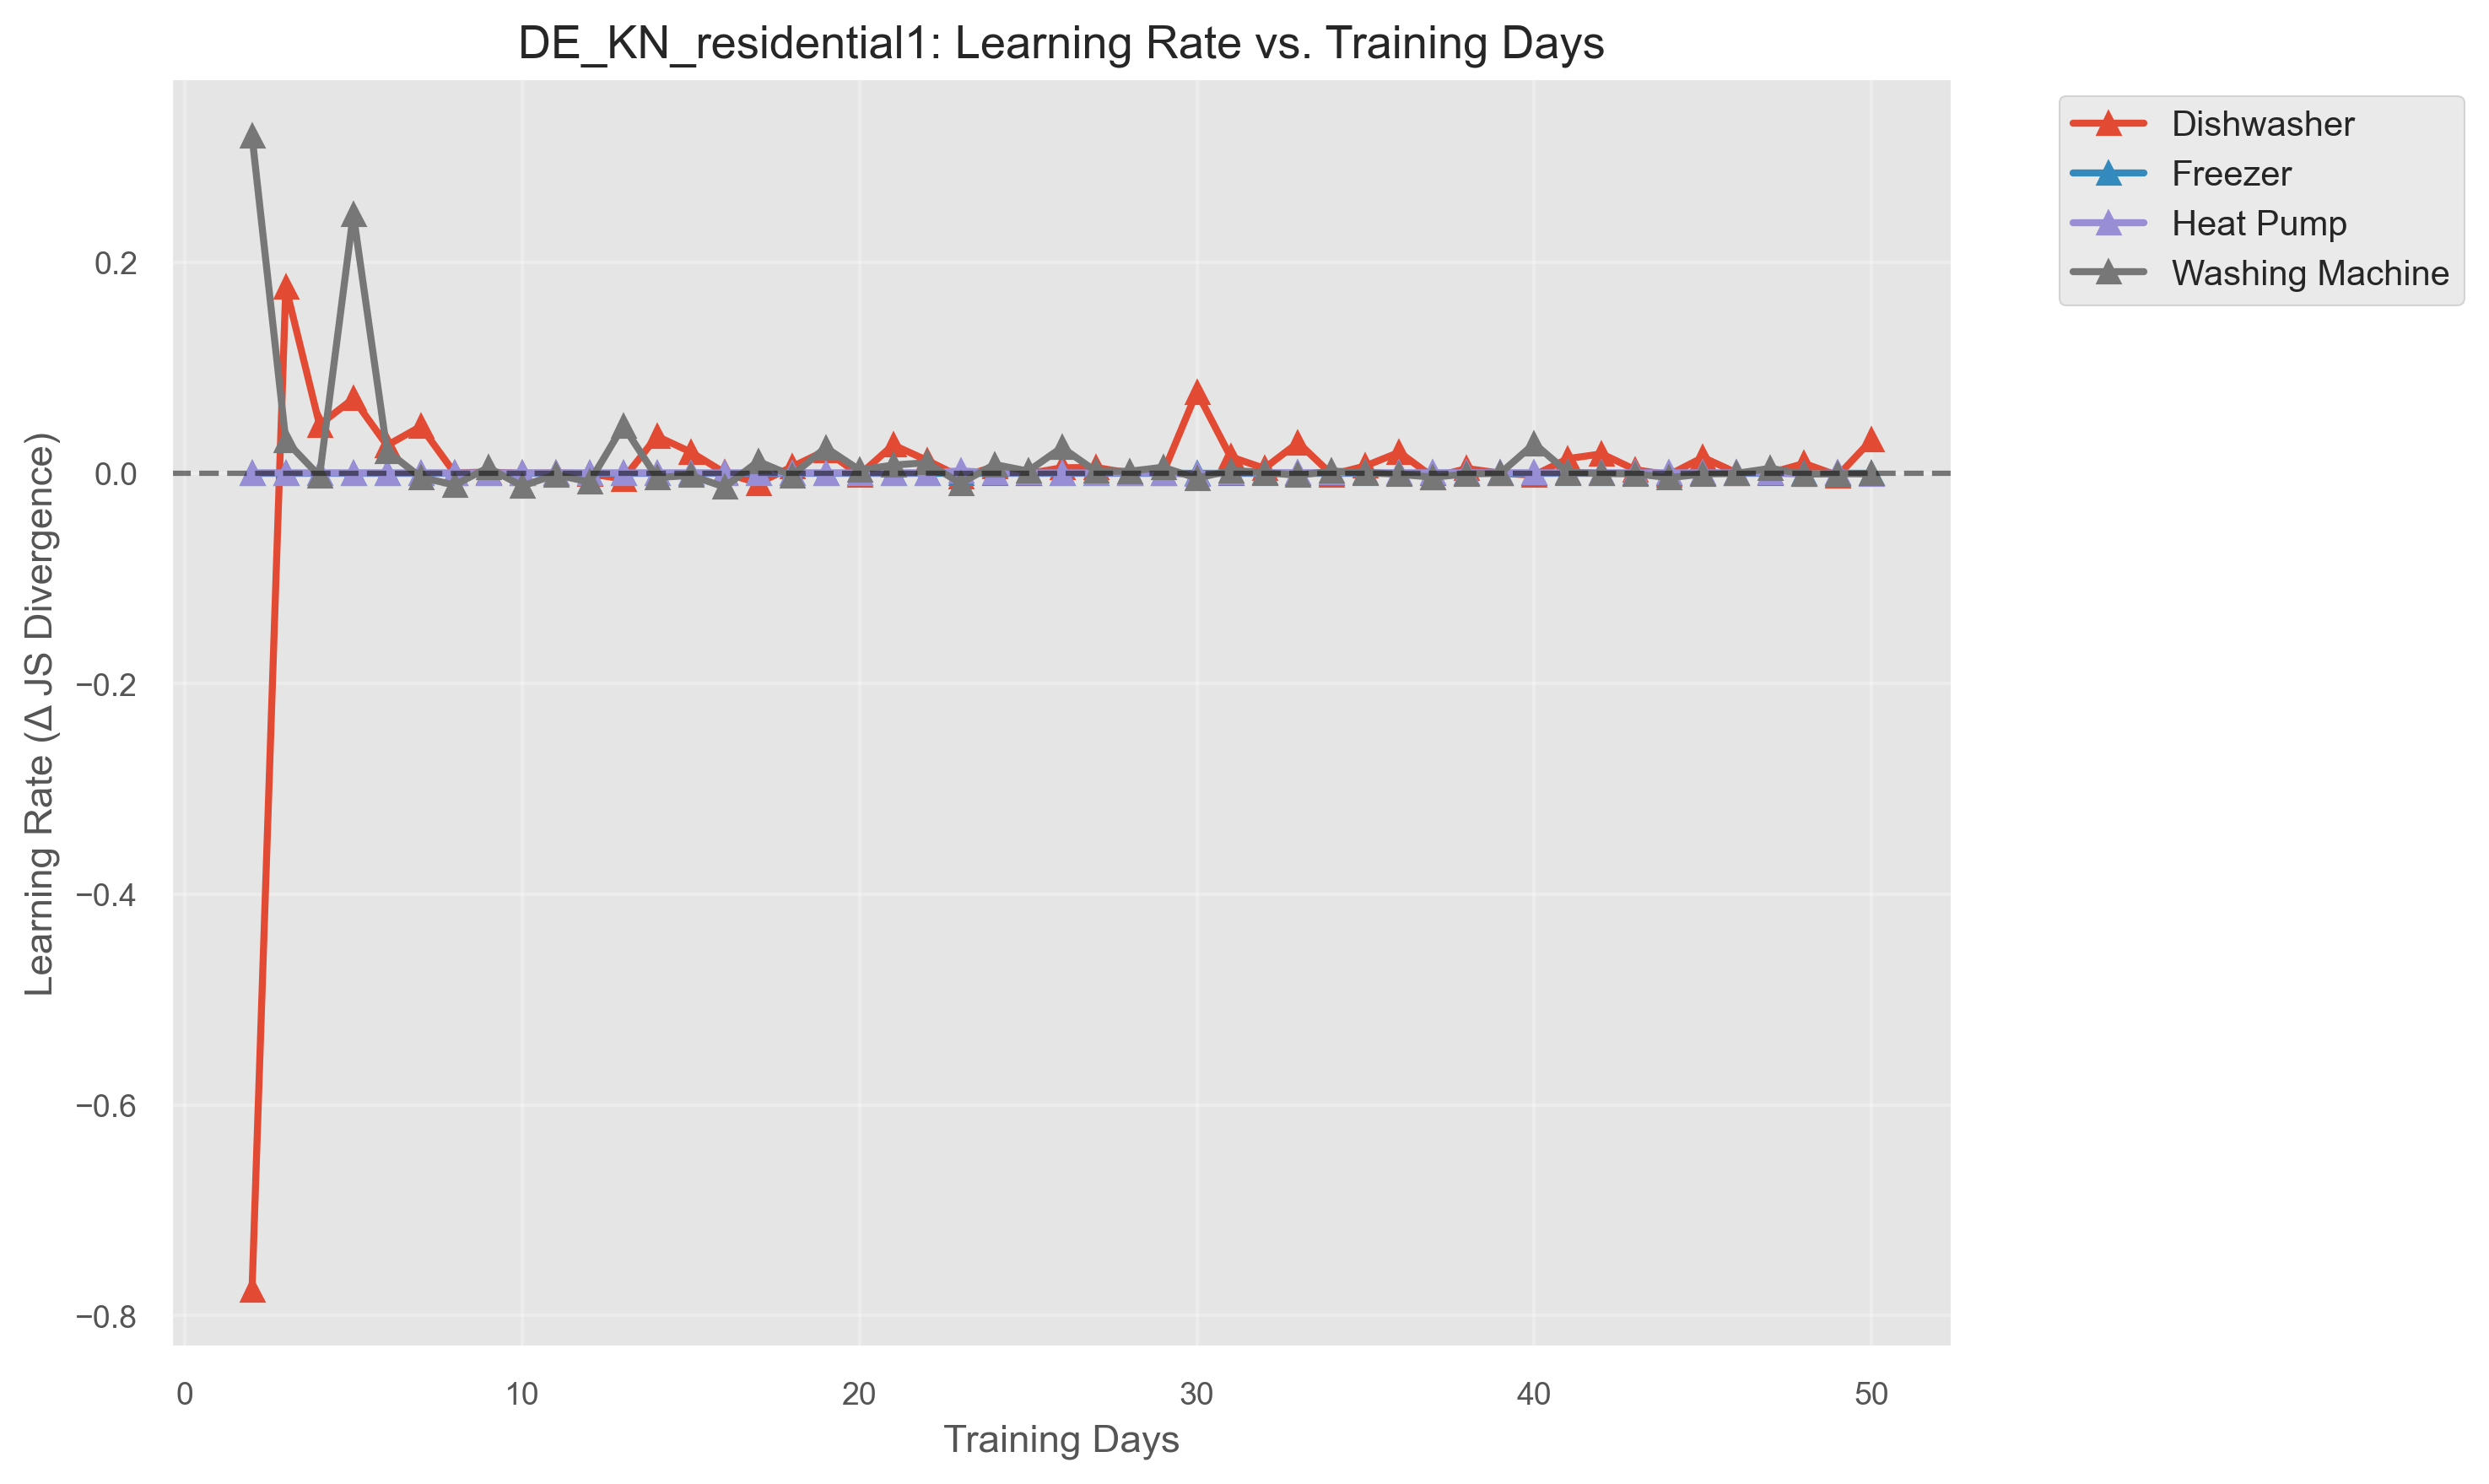 DE_KN_residential1: Learning Rate vs. Training Days
Dishwasher
Freezer
Heat Pump
Washing Machine
Learning Rate (Δ JS Divergence)
0.2
0.0
−0.2
−0.4
−0.6
−0.8
0 10 20 30 40 50
Training Days